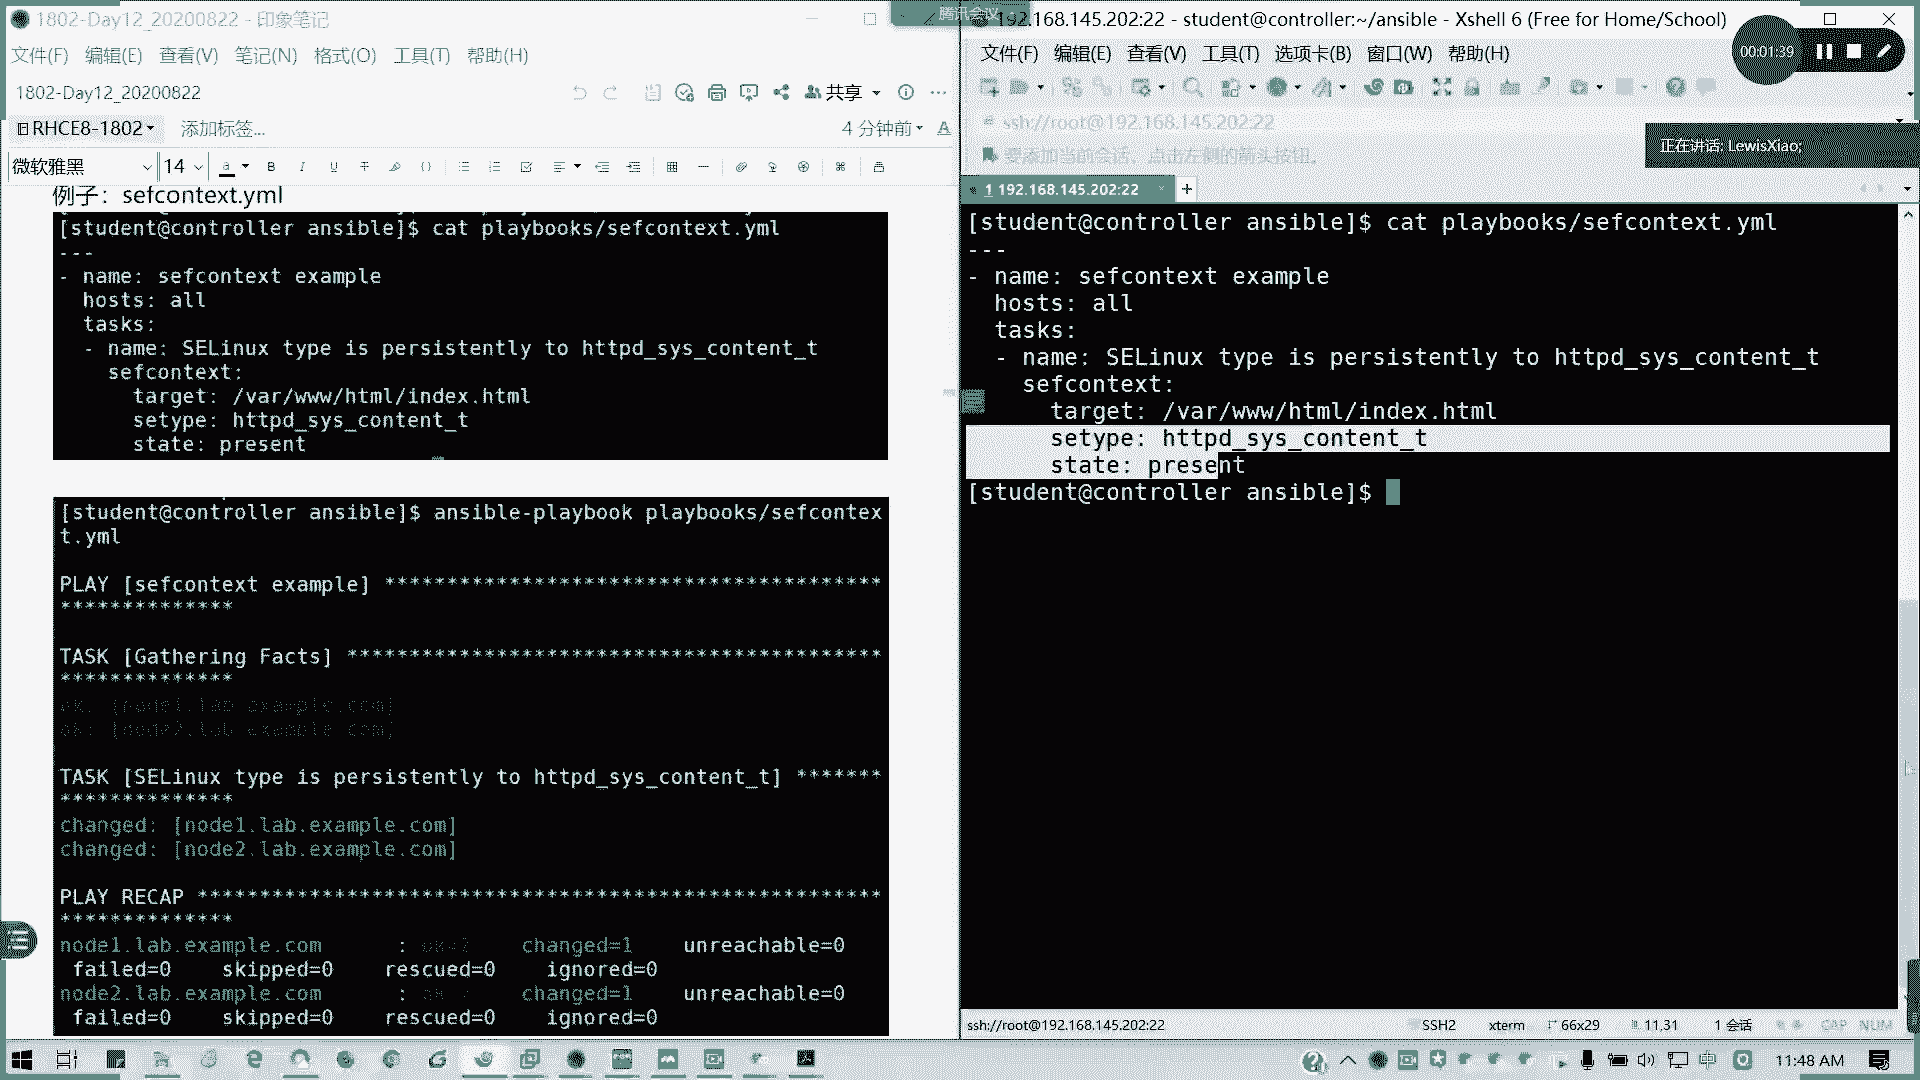 1802-Day12_20200822 - 印象笔记
文件(F) 编辑(E) 查看(V) 笔记(N) 格式(O) 工具(T) 帮助(H)
1802-Day12_20200822
共享
RHCE8-1802
添加标签...
4 分钟前
微软雅黑
14
例子：sefcontext.yml
[student@controller ansible]$ cat playbooks/sefcontext.yml
---
- name: sefcontext example
hosts: all
tasks:
- name: SELinux type is persistently to httpd_sys_content_t
sefcontext:
target: /var/www/html/index.html
setype: httpd_sys_content_t
state: present
[student@controller ansible]$ ansible-playbook playbooks/sefcontex
t.yml
PLAY [sefcontext example] ****************************************
**************
TASK [Gathering Facts] *******************************************
**************
ok: [node1.lab.example.com]
ok: [node2.lab.example.com]
TASK [SELinux type is persistently to httpd_sys_content_t] *******
**************
changed: [node1.lab.example.com]
changed: [node2.lab.example.com]
PLAY RECAP *******************************************************
**************
node1.lab.example.com : ok=2 changed=1 unreachable=0
failed=0 skipped=0 rescued=0 ignored=0
node2.lab.example.com : changed=1 unreachable=0
failed=0 skipped=0 rescued=0 ignored=0
腾讯会议
192.168.145.202:22 - student@controller:~/ansible - Xshell 6 (Free for Home/School)
文件(F) 编辑(E) 查看(V) 工具(T) 选项卡(B) 窗口(W) 帮助(H)
00:01:39
ssh://root@192.168.145.202:22
要添加当前会话，点击左侧的箭头按钮。
正在讲话: LewisXiao;
1 192.168.145.202:22
[student@controller ansible]$ cat playbooks/sefcontext.yml
---
- name: sefcontext example
hosts: all
tasks:
- name: SELinux type is persistently to httpd_sys_content_t
sefcontext:
target: /var/www/html/index.html
setype: httpd_sys_content_t
state: present
[student@controller ansible]$
ssh://root@192.168.145.202:22
SSH2
xterm
66x29
11,31
1 会话
CAP NUM
中
11:48 AM